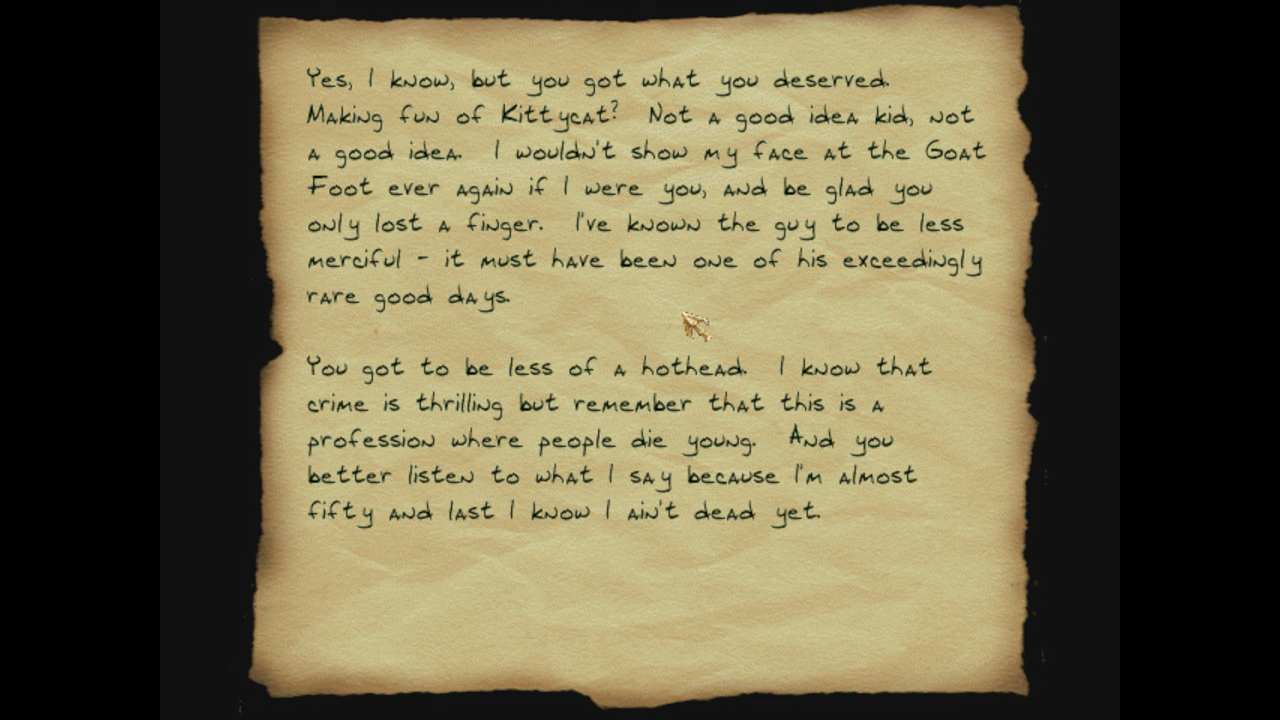 Yes, I know, but you got what you deserved.
Making fun of Kittycat? Not a good idea kid, not
a good idea. I wouldn't show my face at the Goat
Foot ever again if I were you, and be glad you
only lost a finger. I've known the guy to be less
merciful - it must have been one of his exceedingly
rare good days.
You got to be less of a hothead. I know that
crime is thrilling but remember that this is a
profession where people die young. And you
better listen to what I say because I'm almost
fifty and last I know I ain't dead yet.